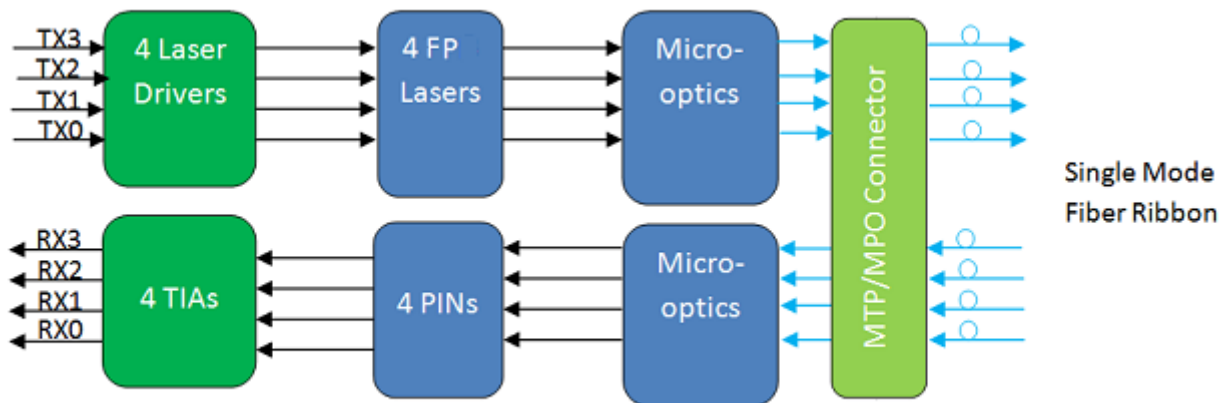 TX3
TX2
TX1
TX0
4 Laser
Drivers
4 FP
Lasers
Micro-
optics
MTP/MPO Connector
Single Mode
Fiber Ribbon
RX3
RX2
RX1
RX0
4 TIAs
4 PINs
Micro-
optics